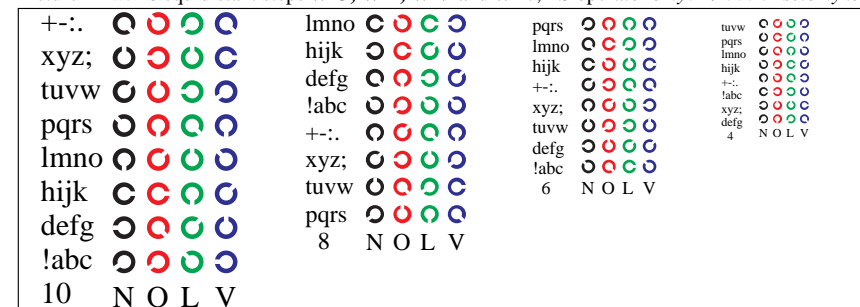 +-:.
xyz;
tuvw
pqrs
lmno
hijk
defg
!abc
10 N O L V
lmno
hijk
defg
!abc
+-:.
xyz;
tuvw
pqrs
8 N O L V
pqrs
lmno
hijk
+-:.
xyz;
tuvw
defg
!abc
6 N O L V
tuvw
pqrs
lmno
hijk
+-:.
!abc
xyz;
defg
4 N O L V